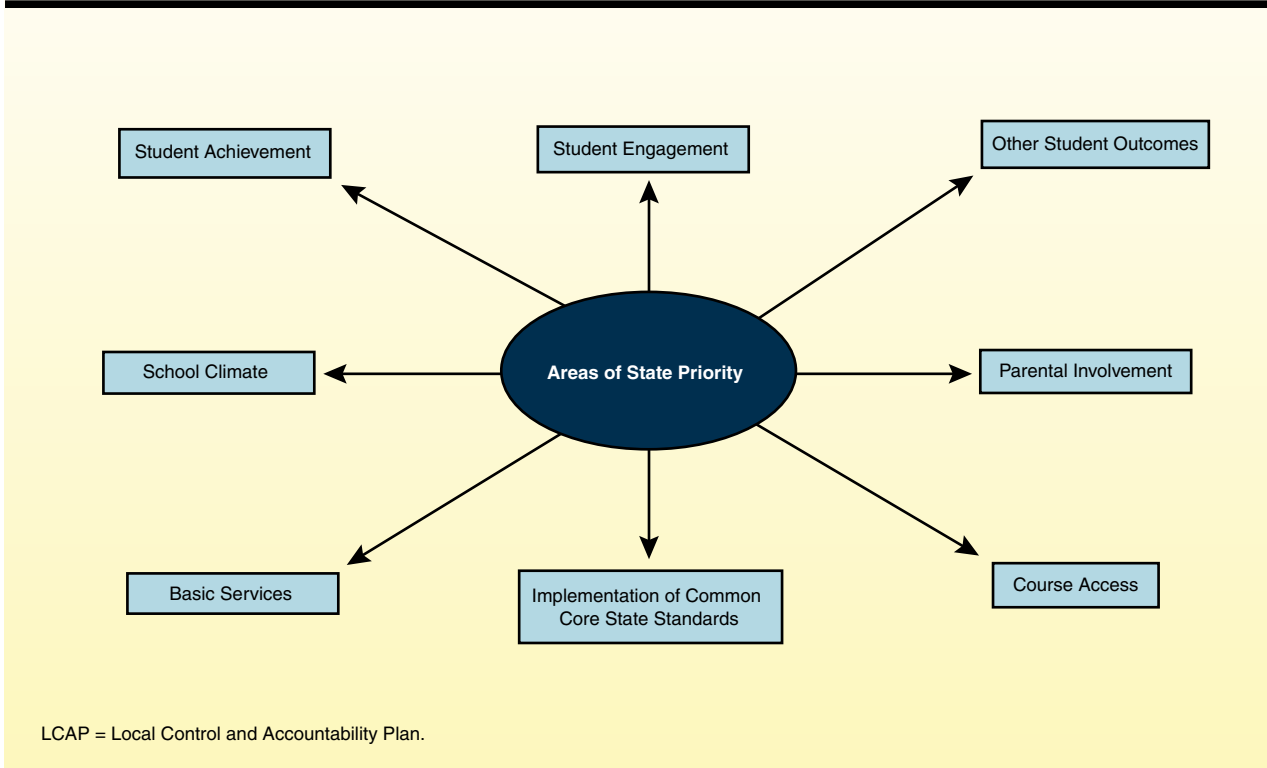 Student Achievement
Student Engagement
Other Student Outcomes
School Climate
Areas of State Priority
Parental Involvement
Basic Services
Implementation of Common
Core State Standards
Course Access
LCAP = Local Control and Accountability Plan.